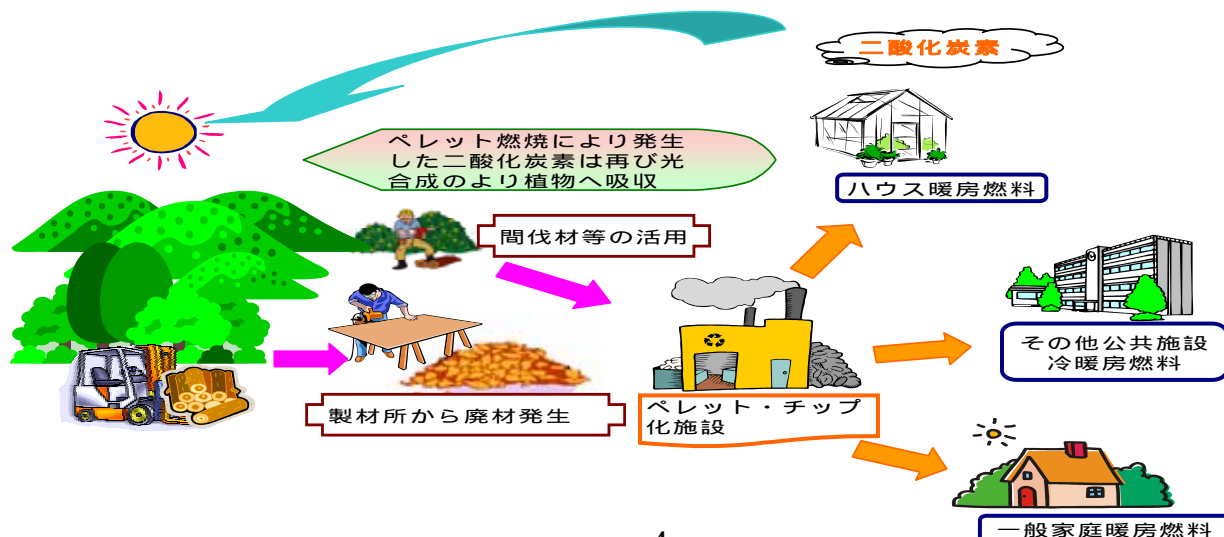 二酸化炭素
ペレット燃焼により発生
した二酸化炭素は再び光
合成のより植物へ吸収
ハウス暖房燃料
間伐材等の活用
その他公共施設
冷暖房燃料
製材所から廃材発生
ペレット・チップ
化施設
一般家庭暖房燃料